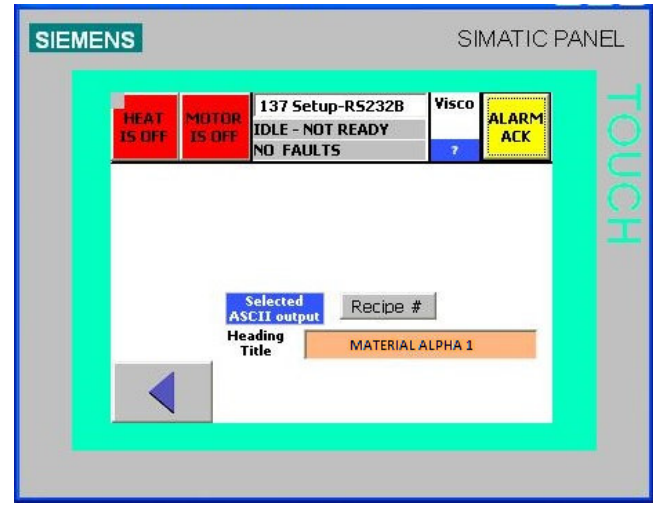 SIEMENS
SIMATIC PANEL
TOUCH
HEAT
IS OFF
MOTOR
IS OFF
137 Setup-RS232B
IDLE - NOT READY
NO FAULTS
Visco
?
ALARM
ACK
Selected
ASCII output
Recipe #
Heading
Title
MATERIAL ALPHA 1